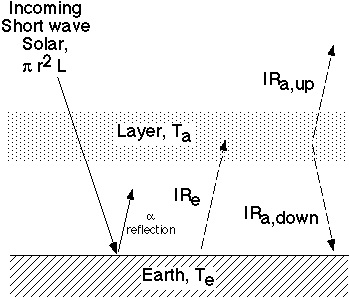 Incoming
Short wave
Solar,
π r² L
IRa,up
Layer, Ta
IRe
α
reflection
IRa,down
Earth, Te